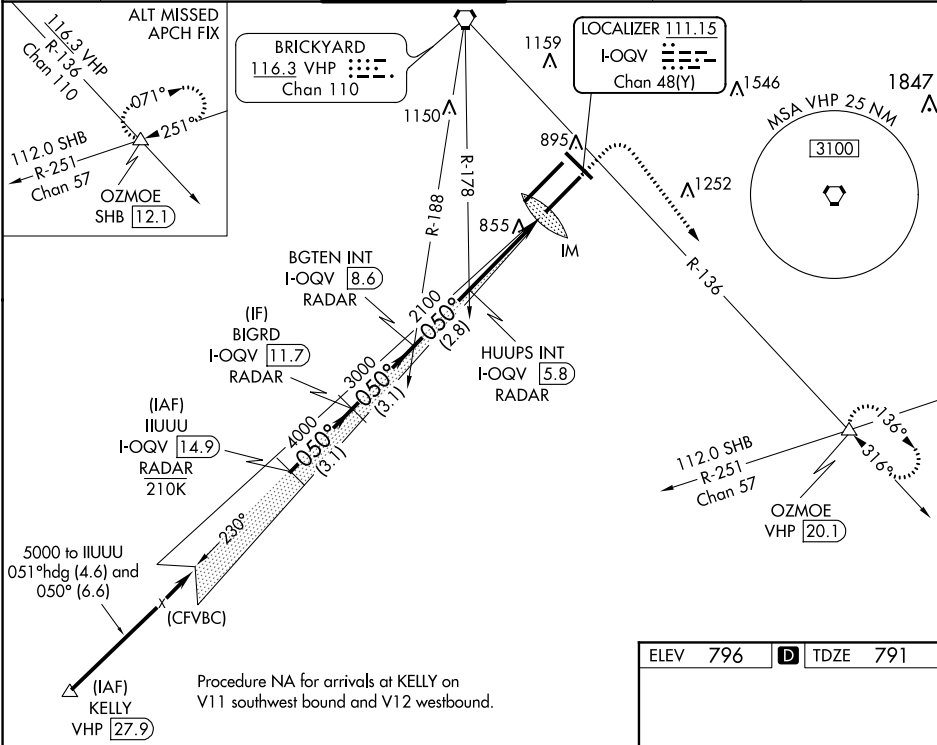 ALT MISSED
APCH FIX
116.3 VHP
R-136
Chan 110
071°
251°
112.0 SHB
R-251
Chan 57
OZMOE
SHB 12.1
BRICKYARD
116.3 VHP
Chan 110
LOCALIZER 111.15
I-OQV
Chan 48(Y)
1159
1546
1847
1150
895
1252
855
MSA VHP 25 NM
3100
R-188
R-178
R-136
IM
BGTEN INT
I-OQV 8.6
RADAR
2100
050°
(2.8)
HUUPS INT
I-OQV 5.8
RADAR
(IF)
BIGRD
I-OQV 11.7
RADAR
3000
050°
(3.1)
(IAF)
IIUUU
I-OQV 14.9
RADAR
210K
4000
050°
(3.1)
230°
5000 to IIUUU
051°hdg (4.6) and
050° (6.6)
(CFVBC)
(IAF)
KELLY
VHP 27.9
Procedure NA for arrivals at KELLY on
V11 southwest bound and V12 westbound.
112.0 SHB
R-251
Chan 57
136°
316°
OZMOE
VHP 20.1
ELEV 796 D TDZE 791